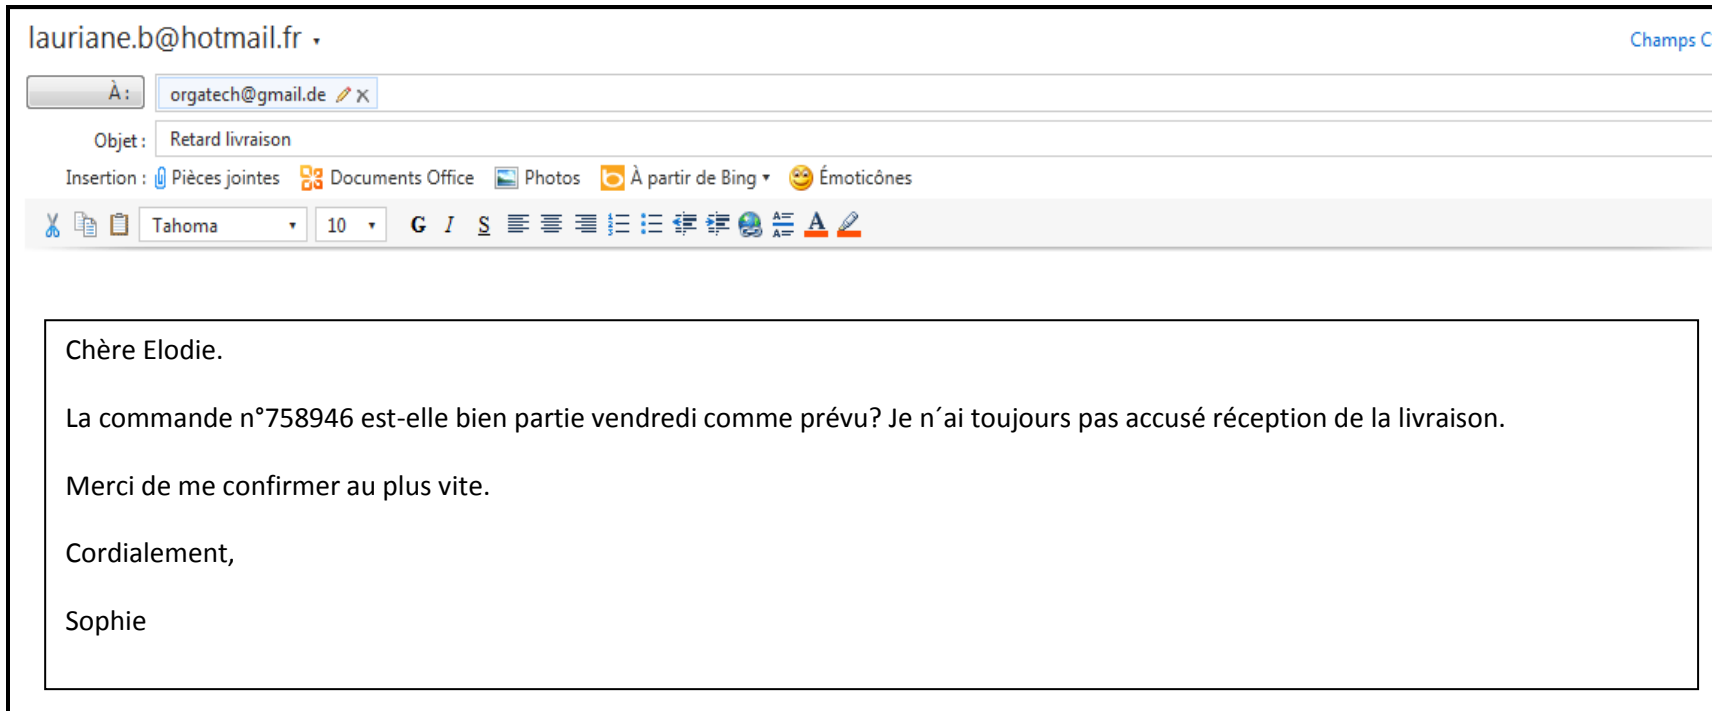 lauriane.b@hotmail.fr
Champs C
À :
orgatech@gmail.de
Objet :
Retard livraison
Insertion : Pièces jointes Documents Office Photos À partir de Bing Émoticônes
Tahoma 10 G I S
Chère Elodie.
La commande n°758946 est-elle bien partie vendredi comme prévu? Je n´ai toujours pas accusé réception de la livraison.
Merci de me confirmer au plus vite.
Cordialement,
Sophie